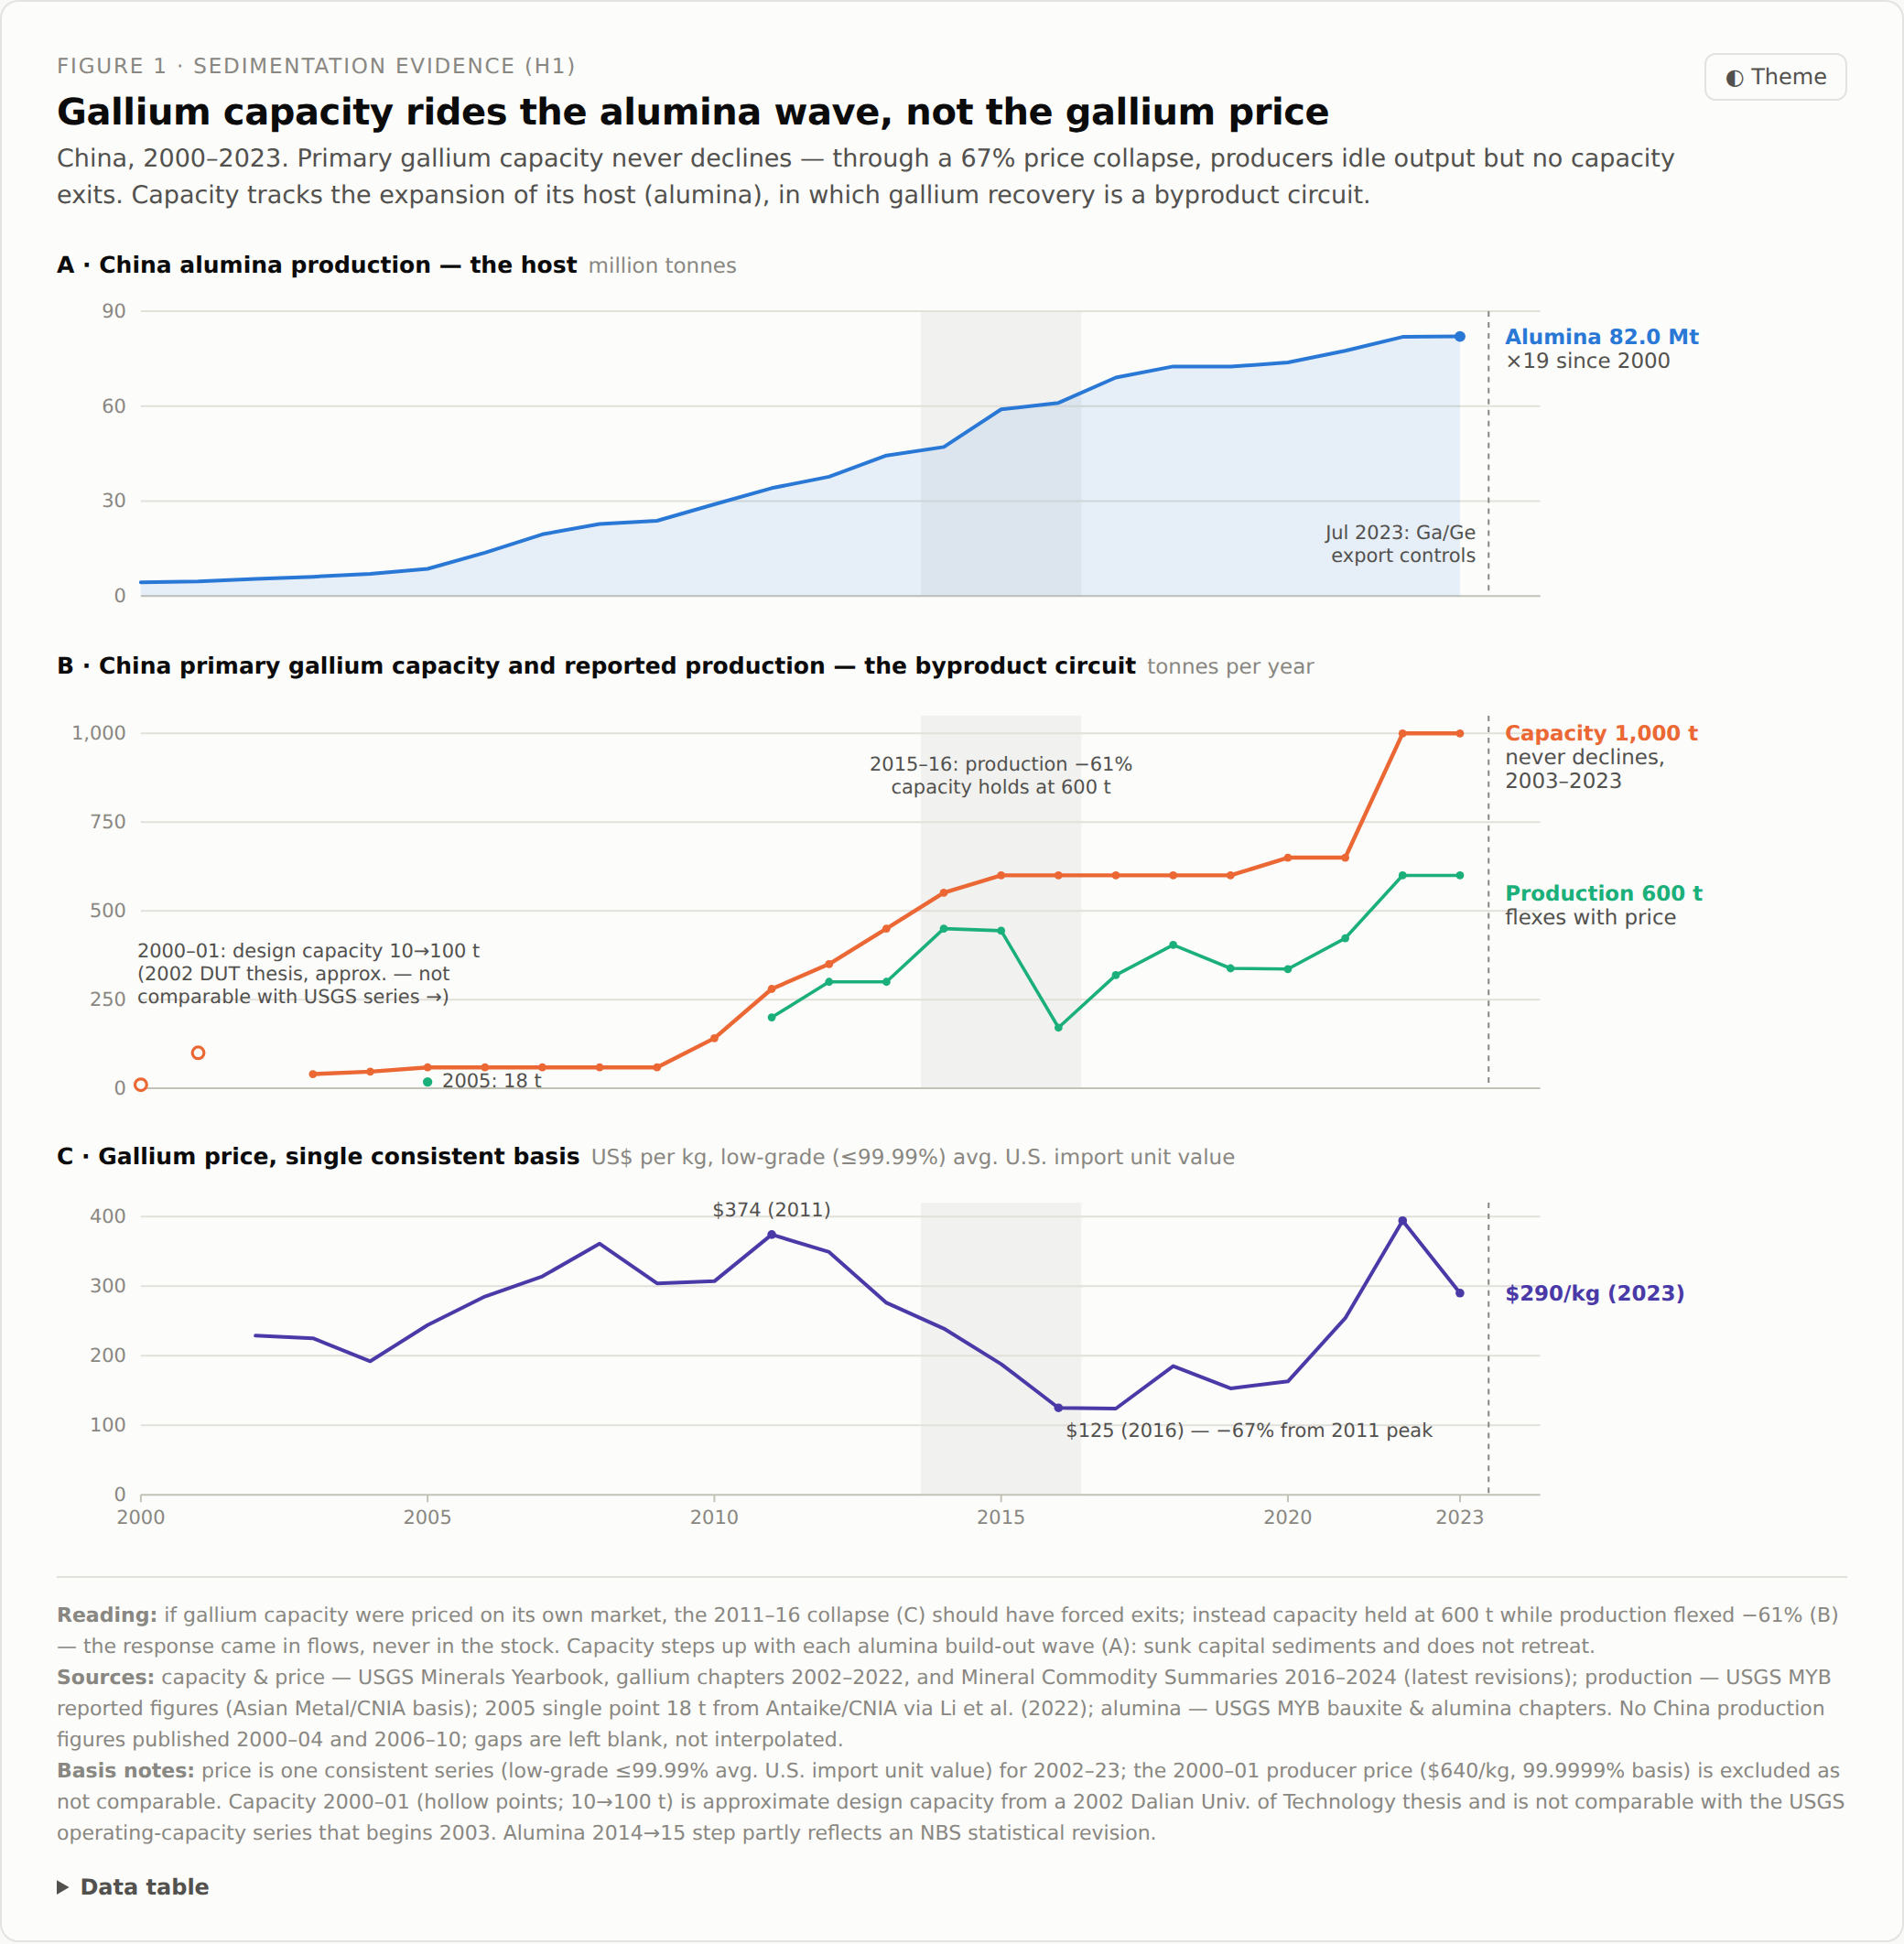 FIGURE 1 · SEDIMENTATION EVIDENCE (H1)
◐ Theme
Gallium capacity rides the alumina wave, not the gallium price
China, 2000–2023. Primary gallium capacity never declines — through a 67% price collapse, producers idle output but no capacity
exits. Capacity tracks the expansion of its host (alumina), in which gallium recovery is a byproduct circuit.
A · China alumina production — the host million tonnes
90
60
30
0
Alumina 82.0 Mt
×19 since 2000
Jul 2023: Ga/Ge
export controls
B · China primary gallium capacity and reported production — the byproduct circuit tonnes per year
1,000
750
500
250
0
2015–16: production −61%
capacity holds at 600 t
Capacity 1,000 t
never declines,
2003–2023
Production 600 t
flexes with price
2000–01: design capacity 10→100 t
(2002 DUT thesis, approx. — not
comparable with USGS series →)
2005: 18 t
C · Gallium price, single consistent basis US$ per kg, low-grade (≤99.99%) avg. U.S. import unit value
400
300
200
100
0
$374 (2011)
$290/kg (2023)
$125 (2016) — −67% from 2011 peak
2000
2005
2010
2015
2020
2023
Reading: if gallium capacity were priced on its own market, the 2011–16 collapse (C) should have forced exits; instead capacity held at 600 t while production flexed −61% (B)
— the response came in flows, never in the stock. Capacity steps up with each alumina build-out wave (A): sunk capital sediments and does not retreat.
Sources: capacity & price — USGS Minerals Yearbook, gallium chapters 2002–2022, and Mineral Commodity Summaries 2016–2024 (latest revisions); production — USGS MYB
reported figures (Asian Metal/CNIA basis); 2005 single point 18 t from Antaike/CNIA via Li et al. (2022); alumina — USGS MYB bauxite & alumina chapters. No China production
figures published 2000–04 and 2006–10; gaps are left blank, not interpolated.
Basis notes: price is one consistent series (low-grade ≤99.99% avg. U.S. import unit value) for 2002–23; the 2000–01 producer price ($640/kg, 99.9999% basis) is excluded as
not comparable. Capacity 2000–01 (hollow points; 10→100 t) is approximate design capacity from a 2002 Dalian Univ. of Technology thesis and is not comparable with the USGS
operating-capacity series that begins 2003. Alumina 2014→15 step partly reflects an NBS statistical revision.
▶ Data table